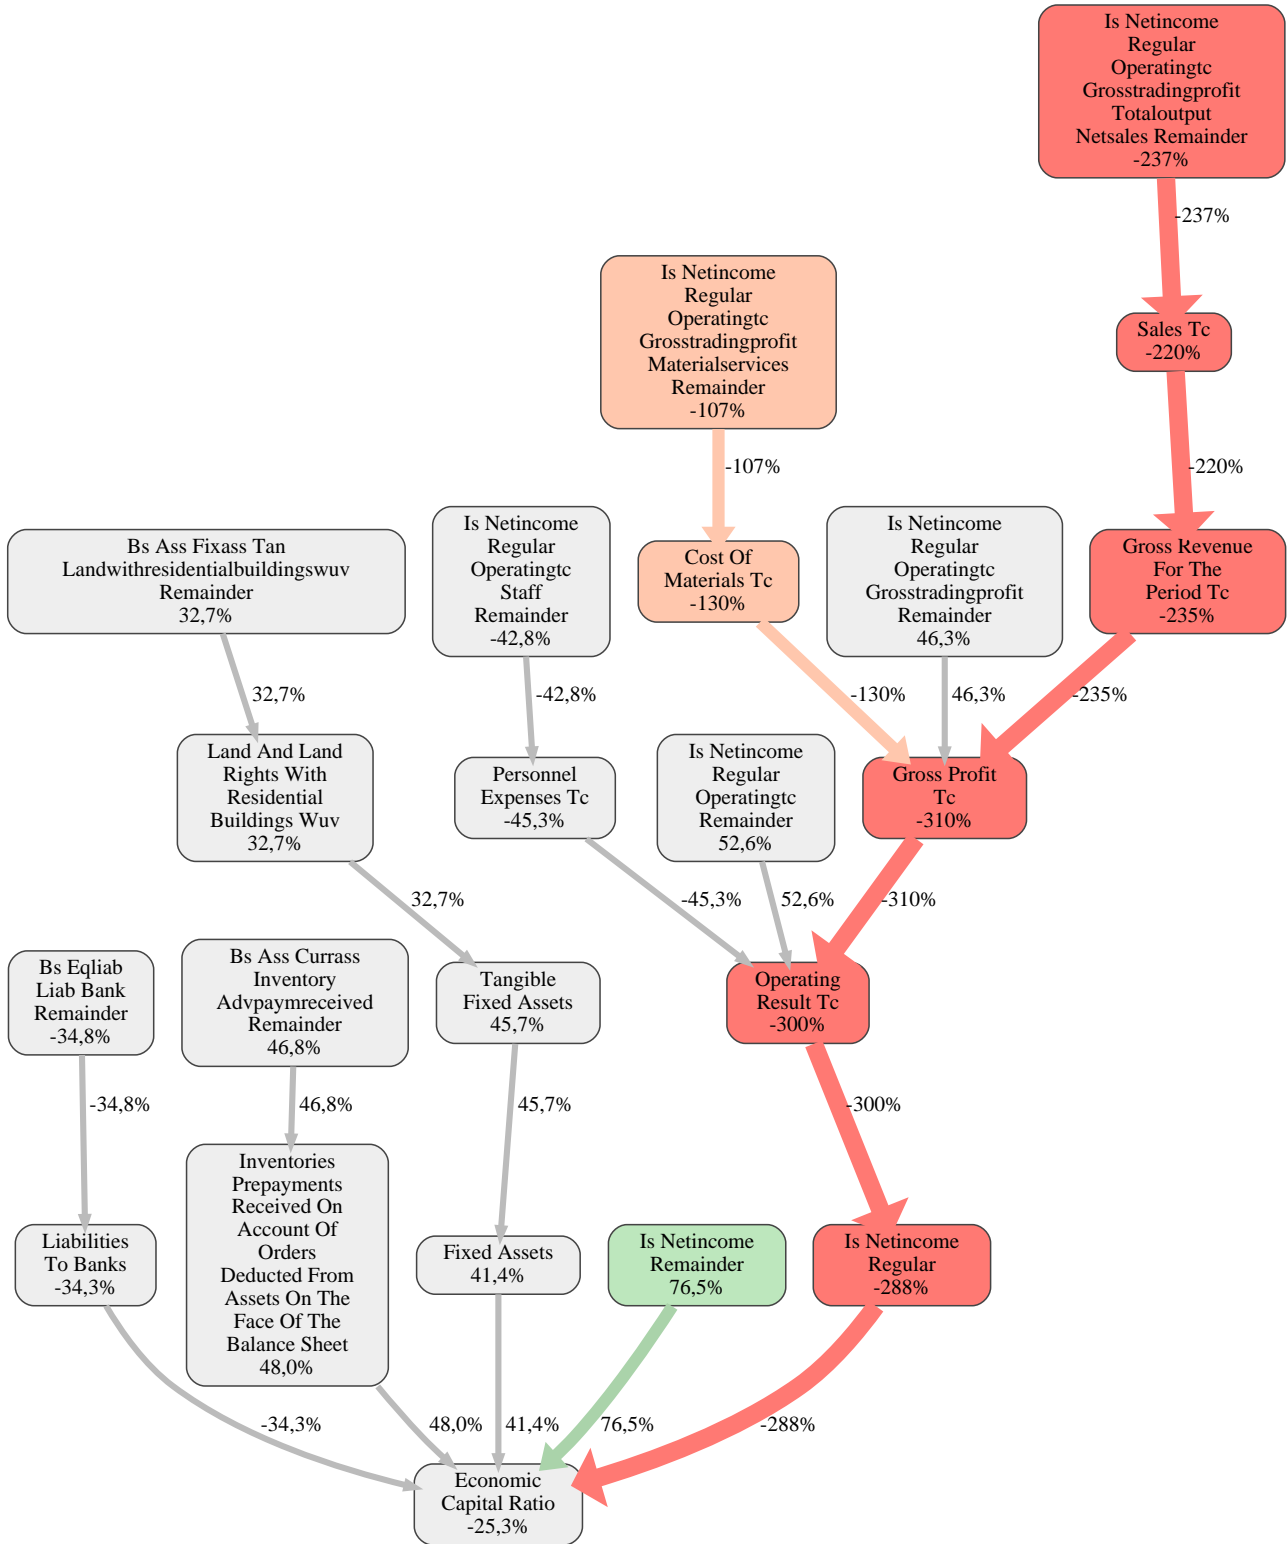 Is Netincome
Regular
Operatingtc
Grosstradingprofit
Totaloutput
Netsales Remainder
-237%
-237%
Is Netincome
Regular
Operatingtc
Grosstradingprofit
Materialservices
Remainder
-107%
Sales Tc
-220%
-107%
-220%
Bs Ass Fixass Tan
Landwithresidentialbuildingswuv
Remainder
32,7%
Is Netincome
Regular
Operatingtc
Staff
Remainder
-42,8%
Cost Of
Materials Tc
-130%
Is Netincome
Regular
Operatingtc
Grosstradingprofit
Remainder
46,3%
Gross Revenue
For The
Period Tc
-235%
32,7%
-42,8%
-130%
46,3%
-235%
Land And Land
Rights With
Residential
Buildings Wuv
32,7%
Personnel
Expenses Tc
-45,3%
Is Netincome
Regular
Operatingtc
Remainder
52,6%
Gross Profit
Tc
-310%
32,7%
-45,3%
52,6%
-310%
Bs Eqliab
Liab Bank
Remainder
-34,8%
Bs Ass Currass
Inventory
Advpaymreceived
Remainder
46,8%
Tangible
Fixed Assets
45,7%
Operating
Result Tc
-300%
-34,8%
46,8%
45,7%
-300%
Liabilities
To Banks
-34,3%
Inventories
Prepayments
Received On
Account Of
Orders
Deducted From
Assets On The
Face Of The
Balance Sheet
48,0%
Fixed Assets
41,4%
Is Netincome
Remainder
76,5%
Is Netincome
Regular
-288%
-34,3%
48,0%
41,4%
76,5%
-288%
Economic
Capital Ratio
-25,3%